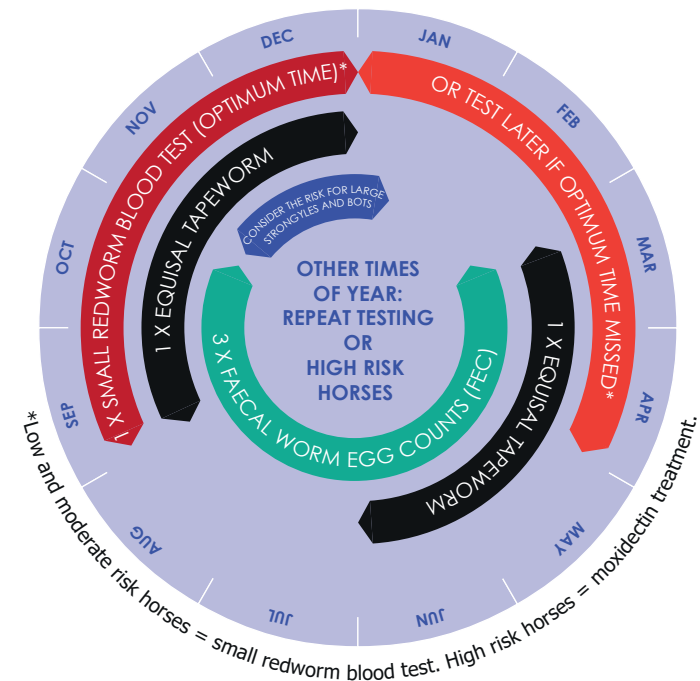 JAN
FEB
MAR
APR
MAY
JUN
JUL
AUG
SEP
OCT
NOV
DEC
1 X SMALL REDWORM BLOOD TEST (OPTIMUM TIME)*
OR TEST LATER IF OPTIMUM TIME MISSED*
1 X EQUISAL TAPEWORM
1 X EQUISAL TAPEWORM
CONSIDER THE RISK FOR LARGE
STRONGYLES AND BOTS
3 X FAECAL WORM EGG COUNTS (FEC)
OTHER TIMES
OF YEAR:
REPEAT TESTING
OR
HIGH RISK
HORSES
*Low and moderate risk horses = small redworm blood test. High risk horses = moxidectin treatment.